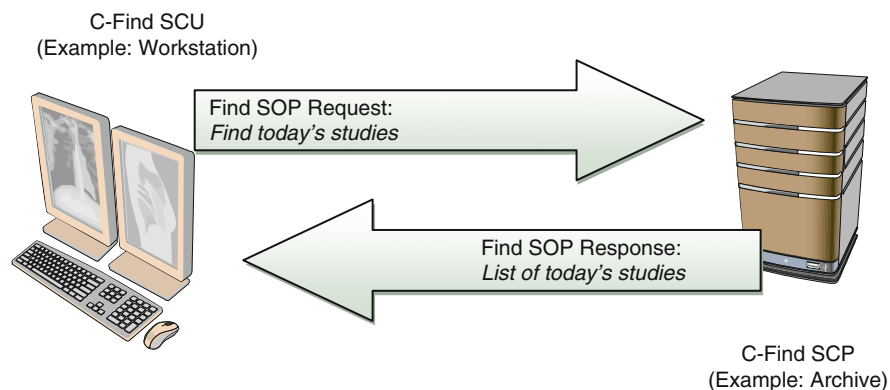 C-Find SCU
(Example: Workstation)
Find SOP Request:
Find today's studies
Find SOP Response:
List of today's studies
C-Find SCP
(Example: Archive)